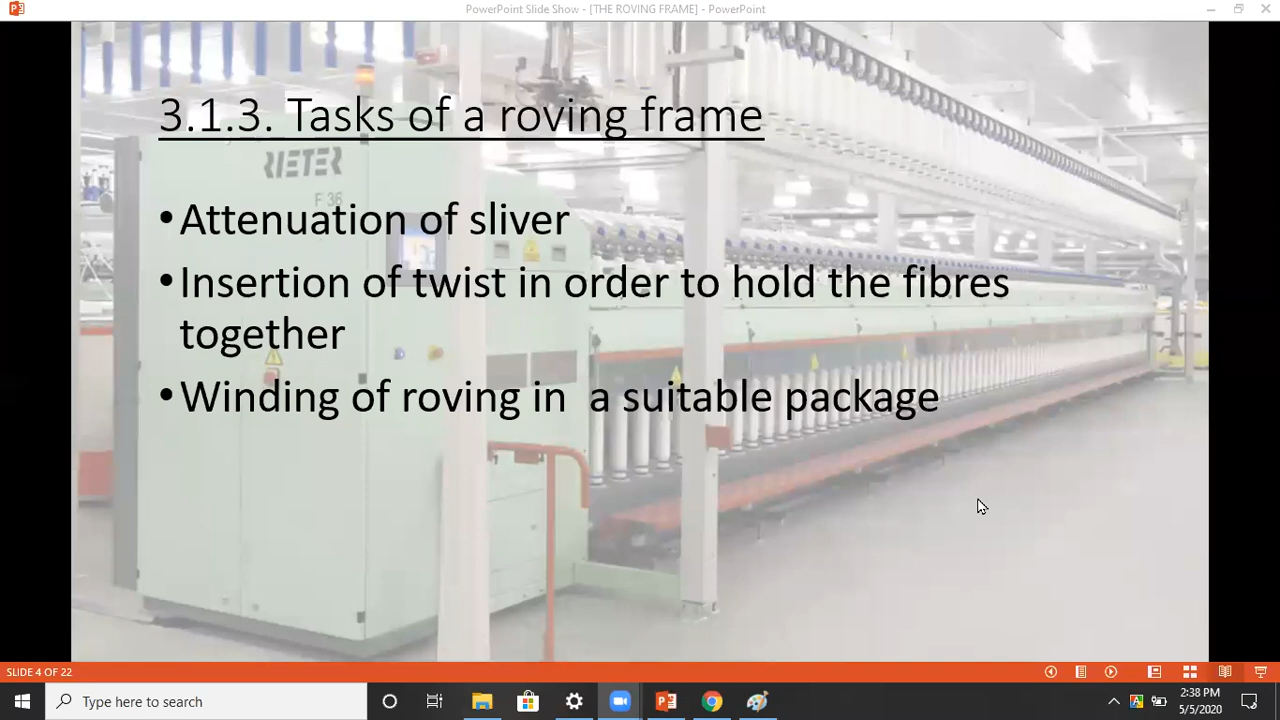 PowerPoint Slide Show - [THE ROVING FRAME] - PowerPoint
3.1.3. Tasks of a roving frame
RIETER
F 36
•Attenuation of sliver
•Insertion of twist in order to hold the fibres
together
•Winding of roving in  a suitable package
SLIDE 4 OF 22
Type here to search
2:38 PM
5/5/2020